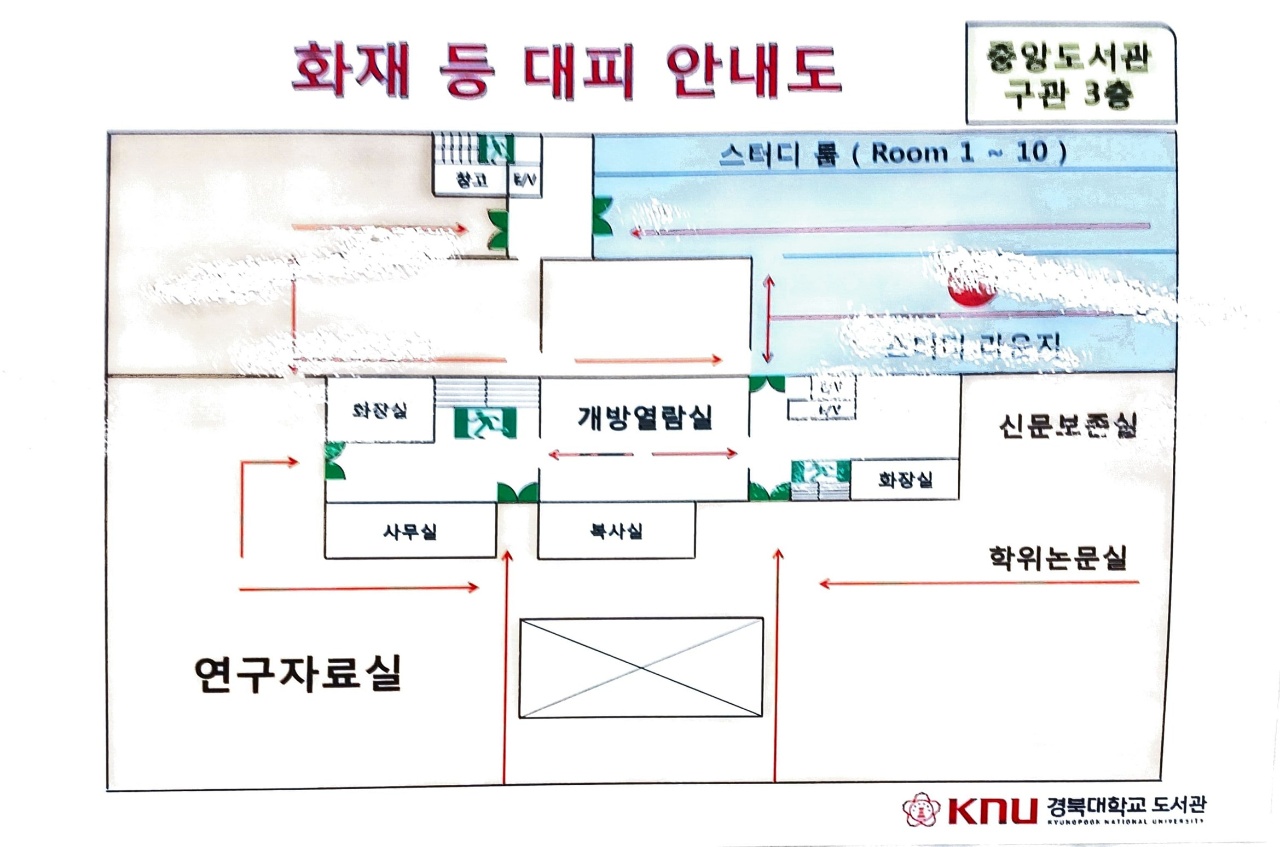 화재 등 대피 안내도
중앙도서관
구관 3층
스터디 룸 ( Room 1 ~ 10 )
창고
E/V
스터디 라운지
화장실
개방열람실
E/V
E/V
신문보존실
화장실
사무실
복사실
학위논문실
연구자료실
KNU 경북대학교 도서관
KYUNGPOOK NATIONAL UNIVERSITY